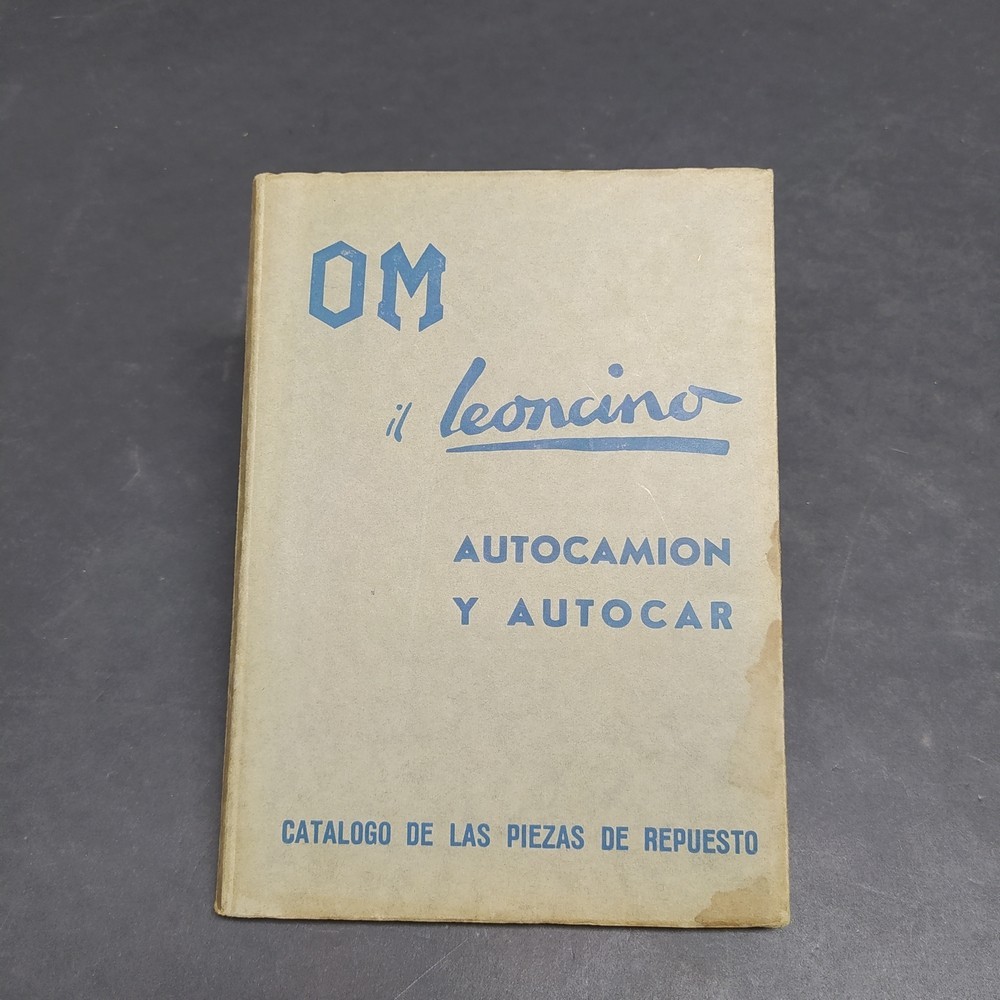 OM
il leoncino
AUTOCAMION
Y AUTOCAR
CATALOGO DE LAS PIEZAS DE REPUESTO